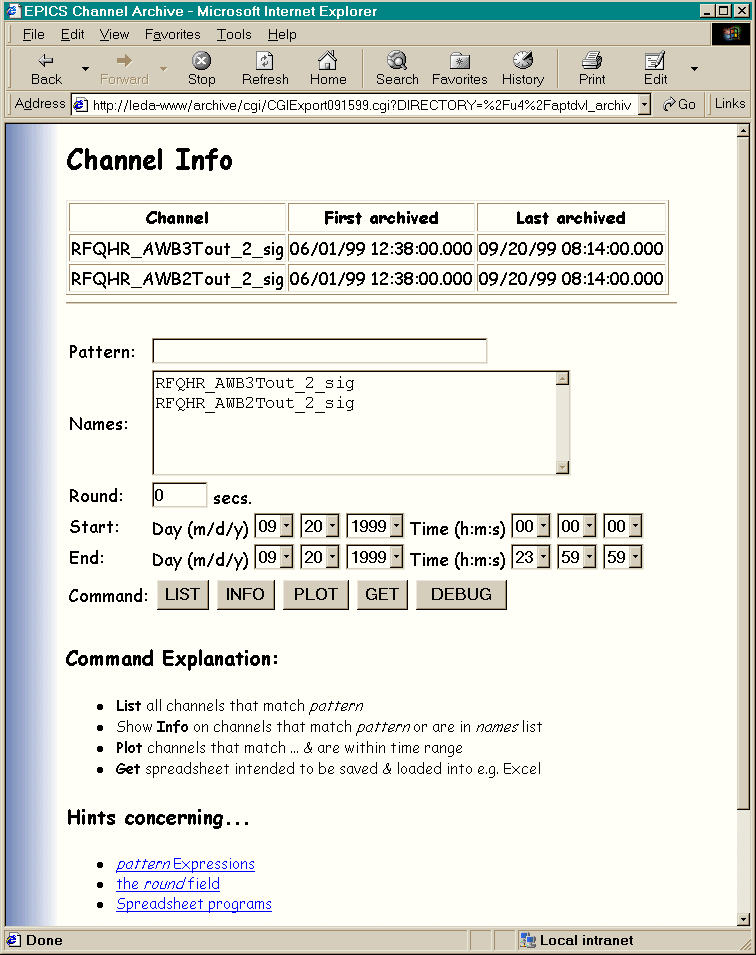 EPICS Channel Archive - Microsoft Internet Explorer
File Edit View Favorites Tools Help
Back Forward Stop Refresh Home Search Favorites History Print Edit
Address http://leda-www/archive/cgi/CGIExport091599.cgi?DIRECTORY=%2Fu4%2Faptdvl_archiv Go Links
Channel Info
Channel First archived Last archived
RFQHR_AWB3Tout_2_sig 06/01/99 12:38:00.000 09/20/99 08:14:00.000
RFQHR_AWB2Tout_2_sig 06/01/99 12:38:00.000 09/20/99 08:14:00.000
Pattern:
Names:
RFQHR_AWB3Tout_2_sig
RFQHR_AWB2Tout_2_sig
Round: 0 secs.
Start: Day (m/d/y) 09 20 1999 Time (h:m:s) 00 00 00
End: Day (m/d/y) 09 20 1999 Time (h:m:s) 23 59 59
Command: LIST INFO PLOT GET DEBUG
Command Explanation:
• List all channels that match pattern
• Show Info on channels that match pattern or are in names list
• Plot channels that match ... & are within time range
• Get spreadsheet intended to be saved & loaded into e.g. Excel
Hints concerning...
• pattern Expressions
• the round field
• Spreadsheet programs
Done Local intranet